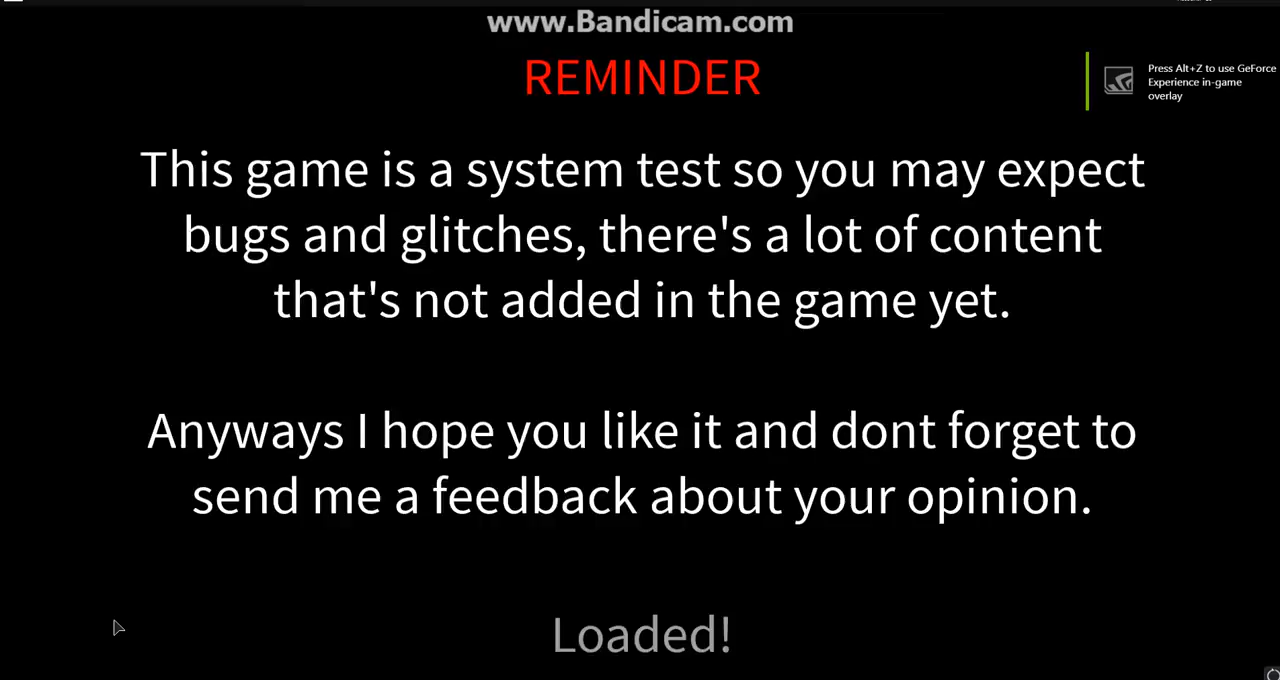 www.Bandicam.com
REMINDER
Press Alt+Z to use GeForce
Experience in-game
overlay
This game is a system test so you may expect
bugs and glitches, there's a lot of content
that's not added in the game yet.
Anyways I hope you like it and dont forget to
send me a feedback about your opinion.
Loaded!